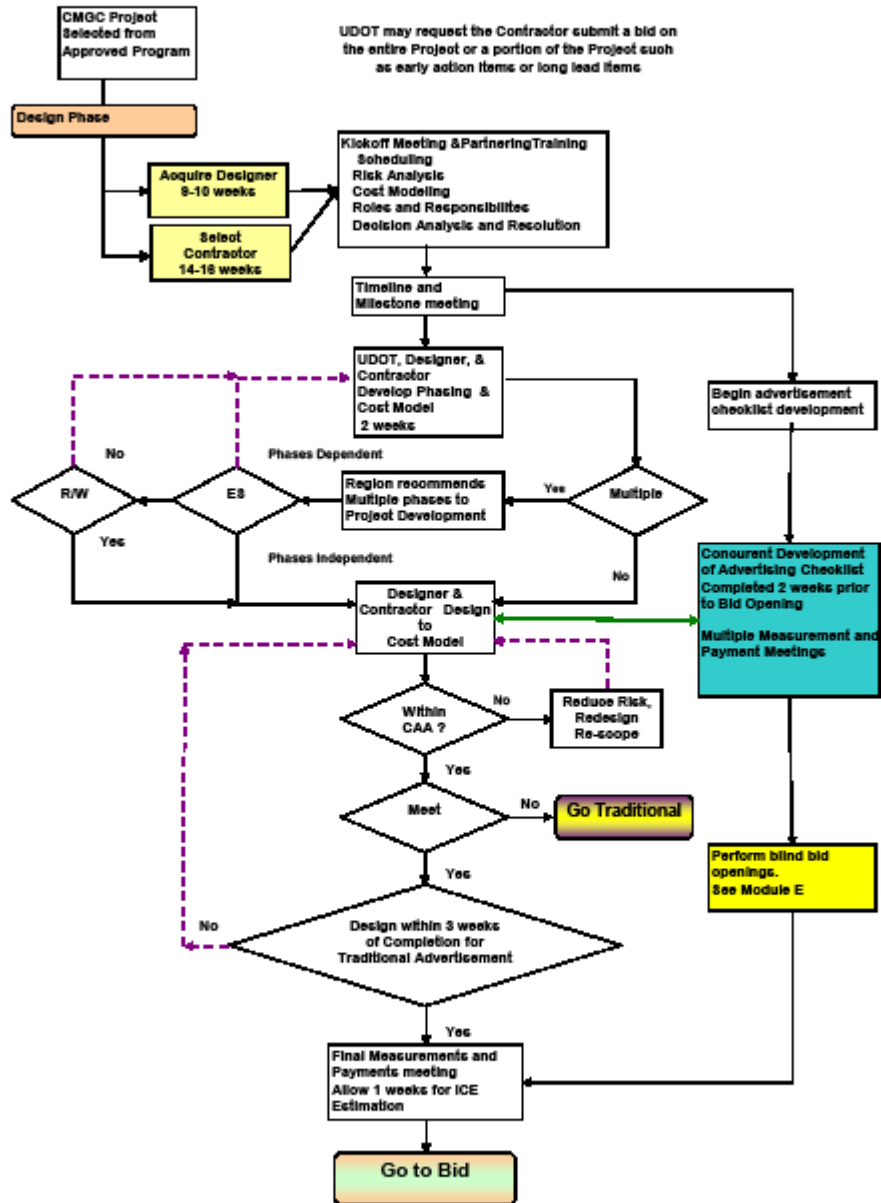 CMGC Project
Selected from
Approved Program
UDOT may request the Contractor submit a bid on
the entire Project or a portion of the Project such
as early action items or long lead items
Design Phase
Acquire Designer
9-10 weeks
Select
Contractor
14-16 weeks
Kickoff Meeting &PartneringTraining
Scheduling
Risk Analysis
Cost Modeling
Roles and Responsibilites
Decision Analysis and Resolution
Timeline and
Milestone meeting
UDOT, Designer, &
Contractor
Develop Phasing &
Cost Model
2 weeks
Begin advertisement
checklist development
No
Phases Dependent
R/W
ES
Region recommends
Multiple phases to
Project Development
Yes
Multiple
Yes
Phases Independent
No
Concurent Development
of Advertising Checklist
Completed 2 weeks prior
to Bid Opening
Multiple Measurement and
Payment Meetings
Designer &
Contractor Design
to
Cost Model
Within
CAA ?
No
Reduce Risk,
Redesign
Re-scope
Yes
Meet
No
Go Traditional
Yes
Perform blind bid
openings.
See Module E
No
Design within 3 weeks
of Completion for
Traditional Advertisement
Yes
Final Measurements and
Payments meeting
Allow 1 weeks for ICE
Estimation
Go to Bid